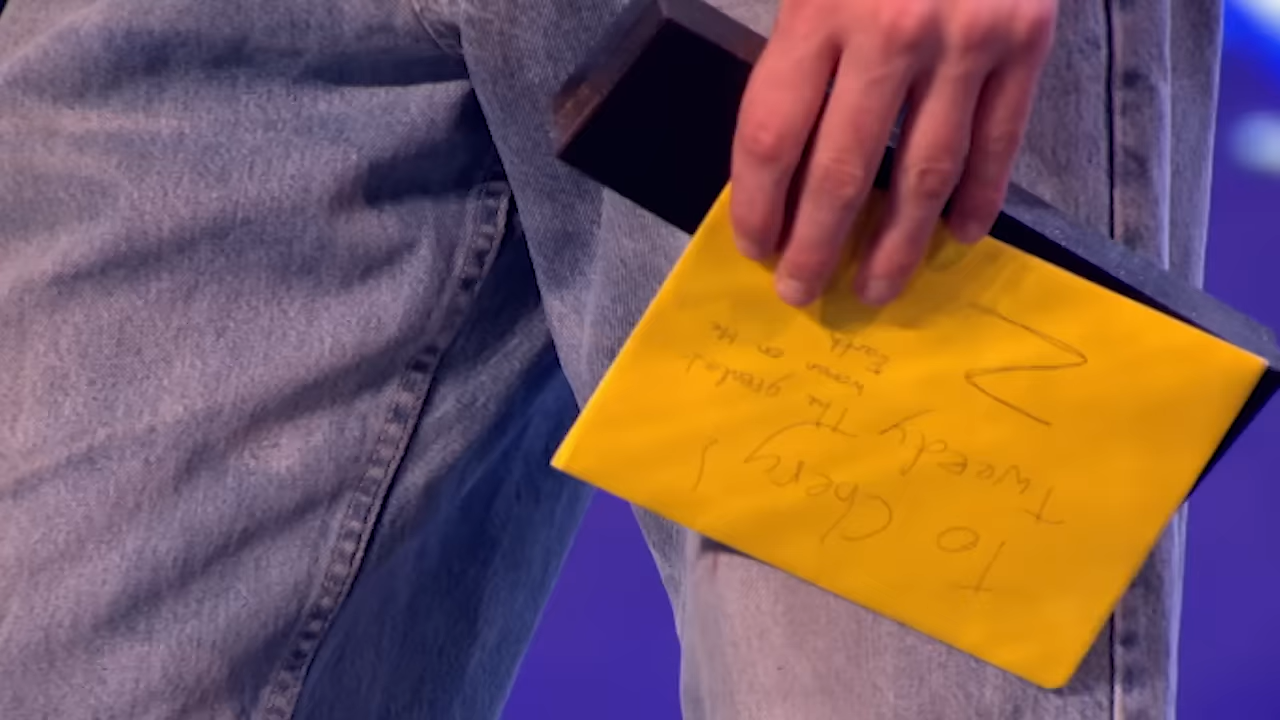 To Cheryl
Tweedy The greatest
woman on the
Earth